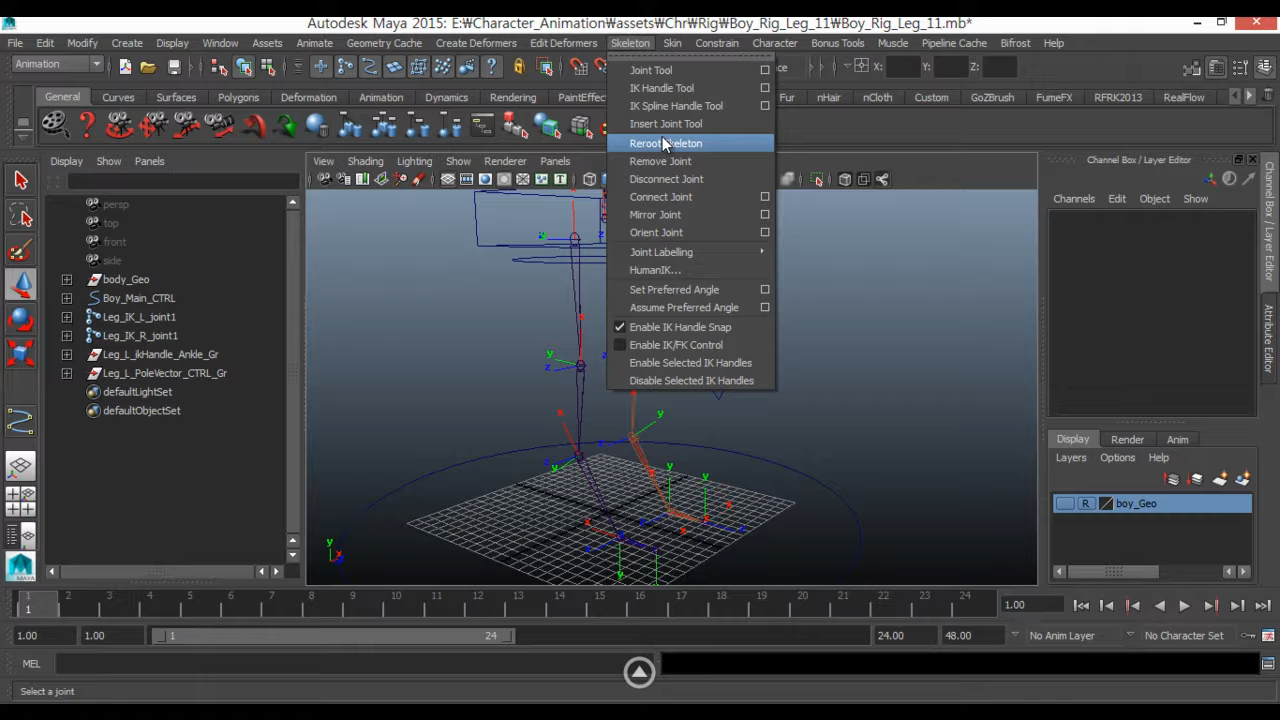 Autodesk Maya 2015: E:₩Character_Animation₩assets₩Chr₩Rig₩Boy_Rig_Leg_11₩Boy_Rig_Leg_11.mb*
File Edit Modify Create Display Window Assets Animate Geometry Cache Create Deformers Edit Deformers Skeleton Skin Constrain Character Bonus Tools Muscle Pipeline Cache Bifrost Help
Animation
X: Y: Z:
General Curves Surfaces Polygons Deformation Animation Dynamics Rendering PaintEffects Fur nHair nCloth Custom GoZBrush FumeFX RFRK2013 RealFlow
Joint Tool
IK Handle Tool
IK Spline Handle Tool
Insert Joint Tool
Reroot Skeleton
Remove Joint
Disconnect Joint
Connect Joint
Mirror Joint
Orient Joint
Joint Labelling
HumanIK...
Set Preferred Angle
Assume Preferred Angle
Enable IK Handle Snap
Enable IK/FK Control
Enable Selected IK Handles
Disable Selected IK Handles
Display Show Panels
persp
top
front
side
body_Geo
Boy_Main_CTRL
Leg_IK_L_joint1
Leg_IK_R_joint1
Leg_L_ikHandle_Ankle_Gr
Leg_L_PoleVector_CTRL_Gr
defaultLightSet
defaultObjectSet
View Shading Lighting Show Renderer Panels
Channel Box / Layer Editor
Channels Edit Object Show
Channel Box / Layer Editor
Attribute Editor
Display Render Anim
Layers Options Help
R boy_Geo
1 2 3 4 5 6 7 8 9 10 11 12 13 14 15 16 17 18 19 20 21 22 23 24
1 1.00
1.00 1.00 1 24 24.00 48.00 No Anim Layer No Character Set
MEL
Select a joint